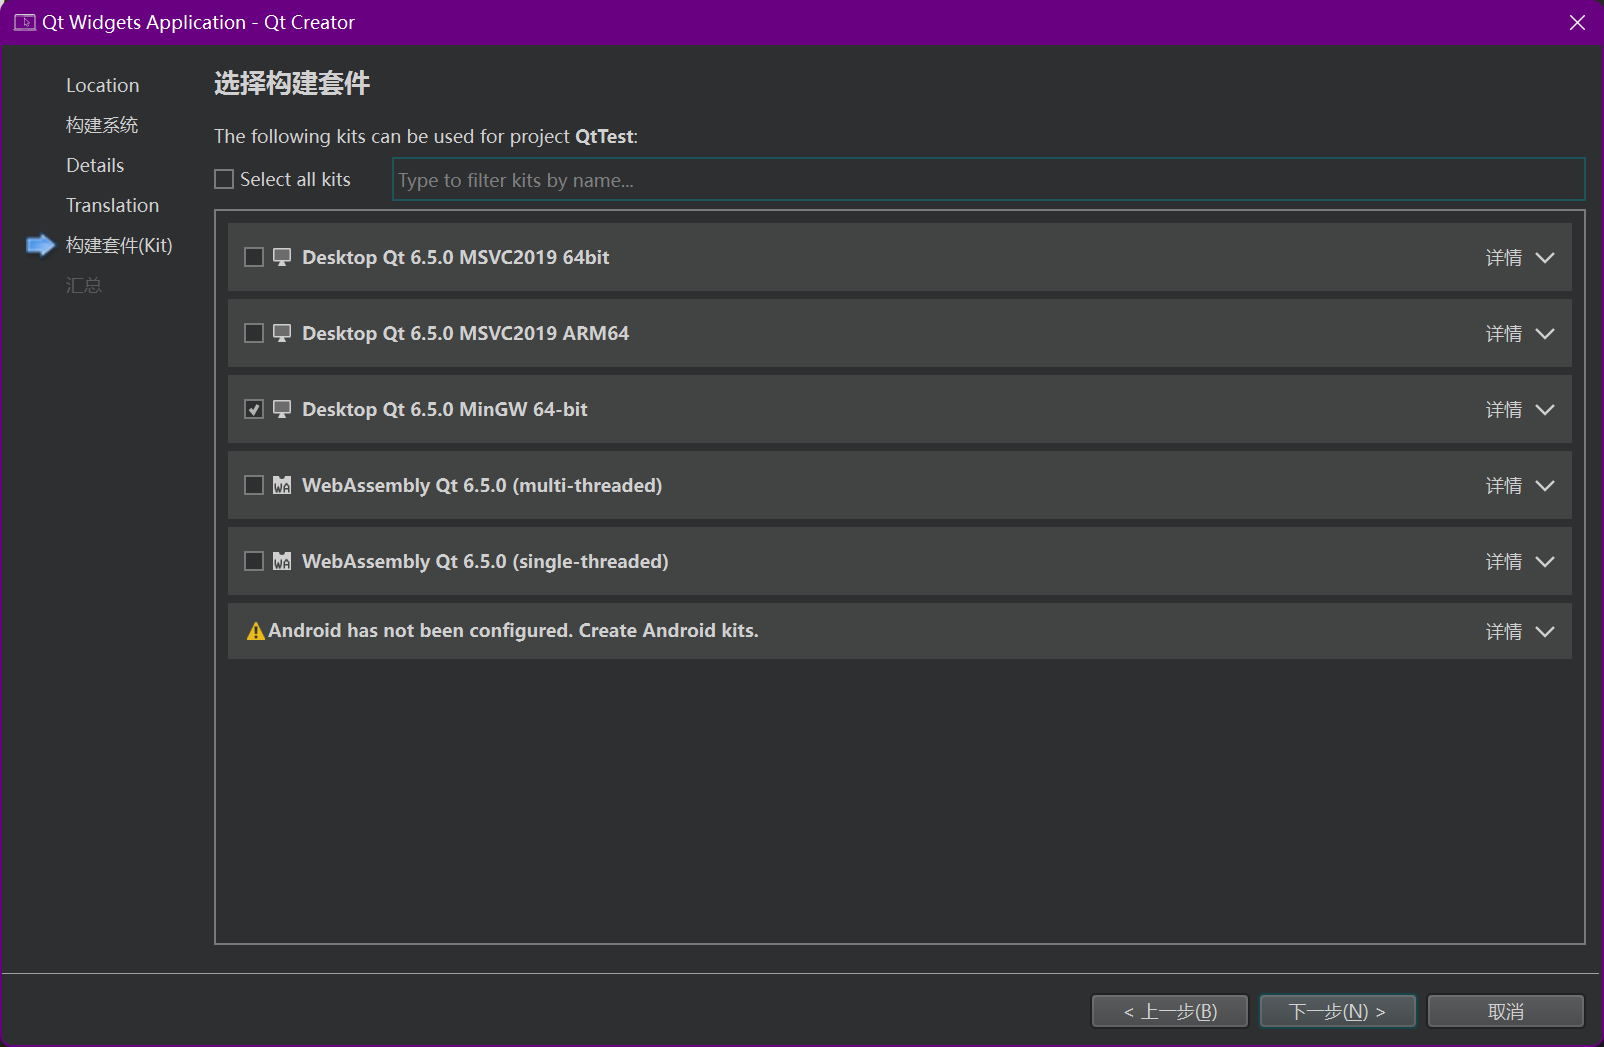 Qt Widgets Application - Qt Creator
Location
构建系统
Details
Translation
构建套件(Kit)
汇总
选择构建套件
The following kits can be used for project QtTest:
Select all kits
Type to filter kits by name...
Desktop Qt 6.5.0 MSVC2019 64bit 详情
Desktop Qt 6.5.0 MSVC2019 ARM64 详情
Desktop Qt 6.5.0 MinGW 64-bit 详情
WA WebAssembly Qt 6.5.0 (multi-threaded) 详情
WA WebAssembly Qt 6.5.0 (single-threaded) 详情
Android has not been configured. Create Android kits. 详情
< 上一步(B) 下一步(N) > 取消